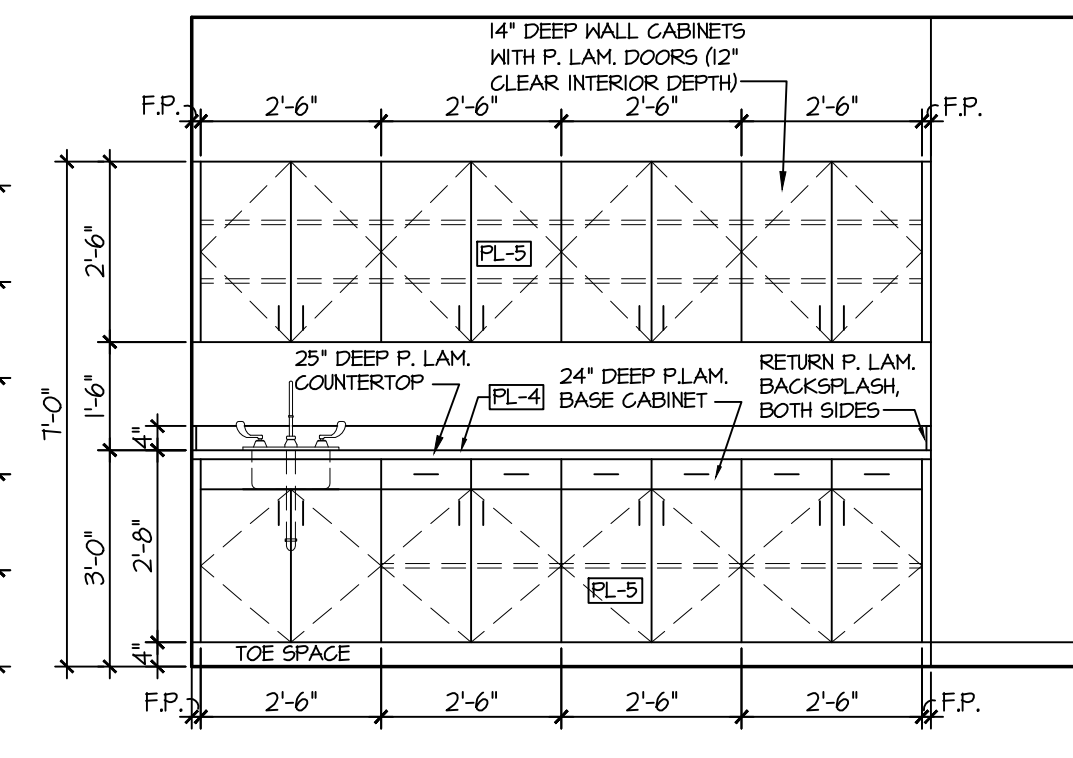 14" DEEP WALL CABINETS
WITH P. LAM. DOORS (12"
CLEAR INTERIOR DEPTH)
F.P. 2'-6" 2'-6" 2'-6" 2'-6" F.P.
2'-6"
PL-5
7'-0"
1'-6"
25" DEEP P. LAM.
COUNTERTOP
PL-4
24" DEEP P.LAM.
BASE CABINET
RETURN P. LAM.
BACKSPLASH,
BOTH SIDES
4"
3'-0"
2'-8"
PL-5
4"
TOE SPACE
F.P. 2'-6" 2'-6" 2'-6" 2'-6" F.P.